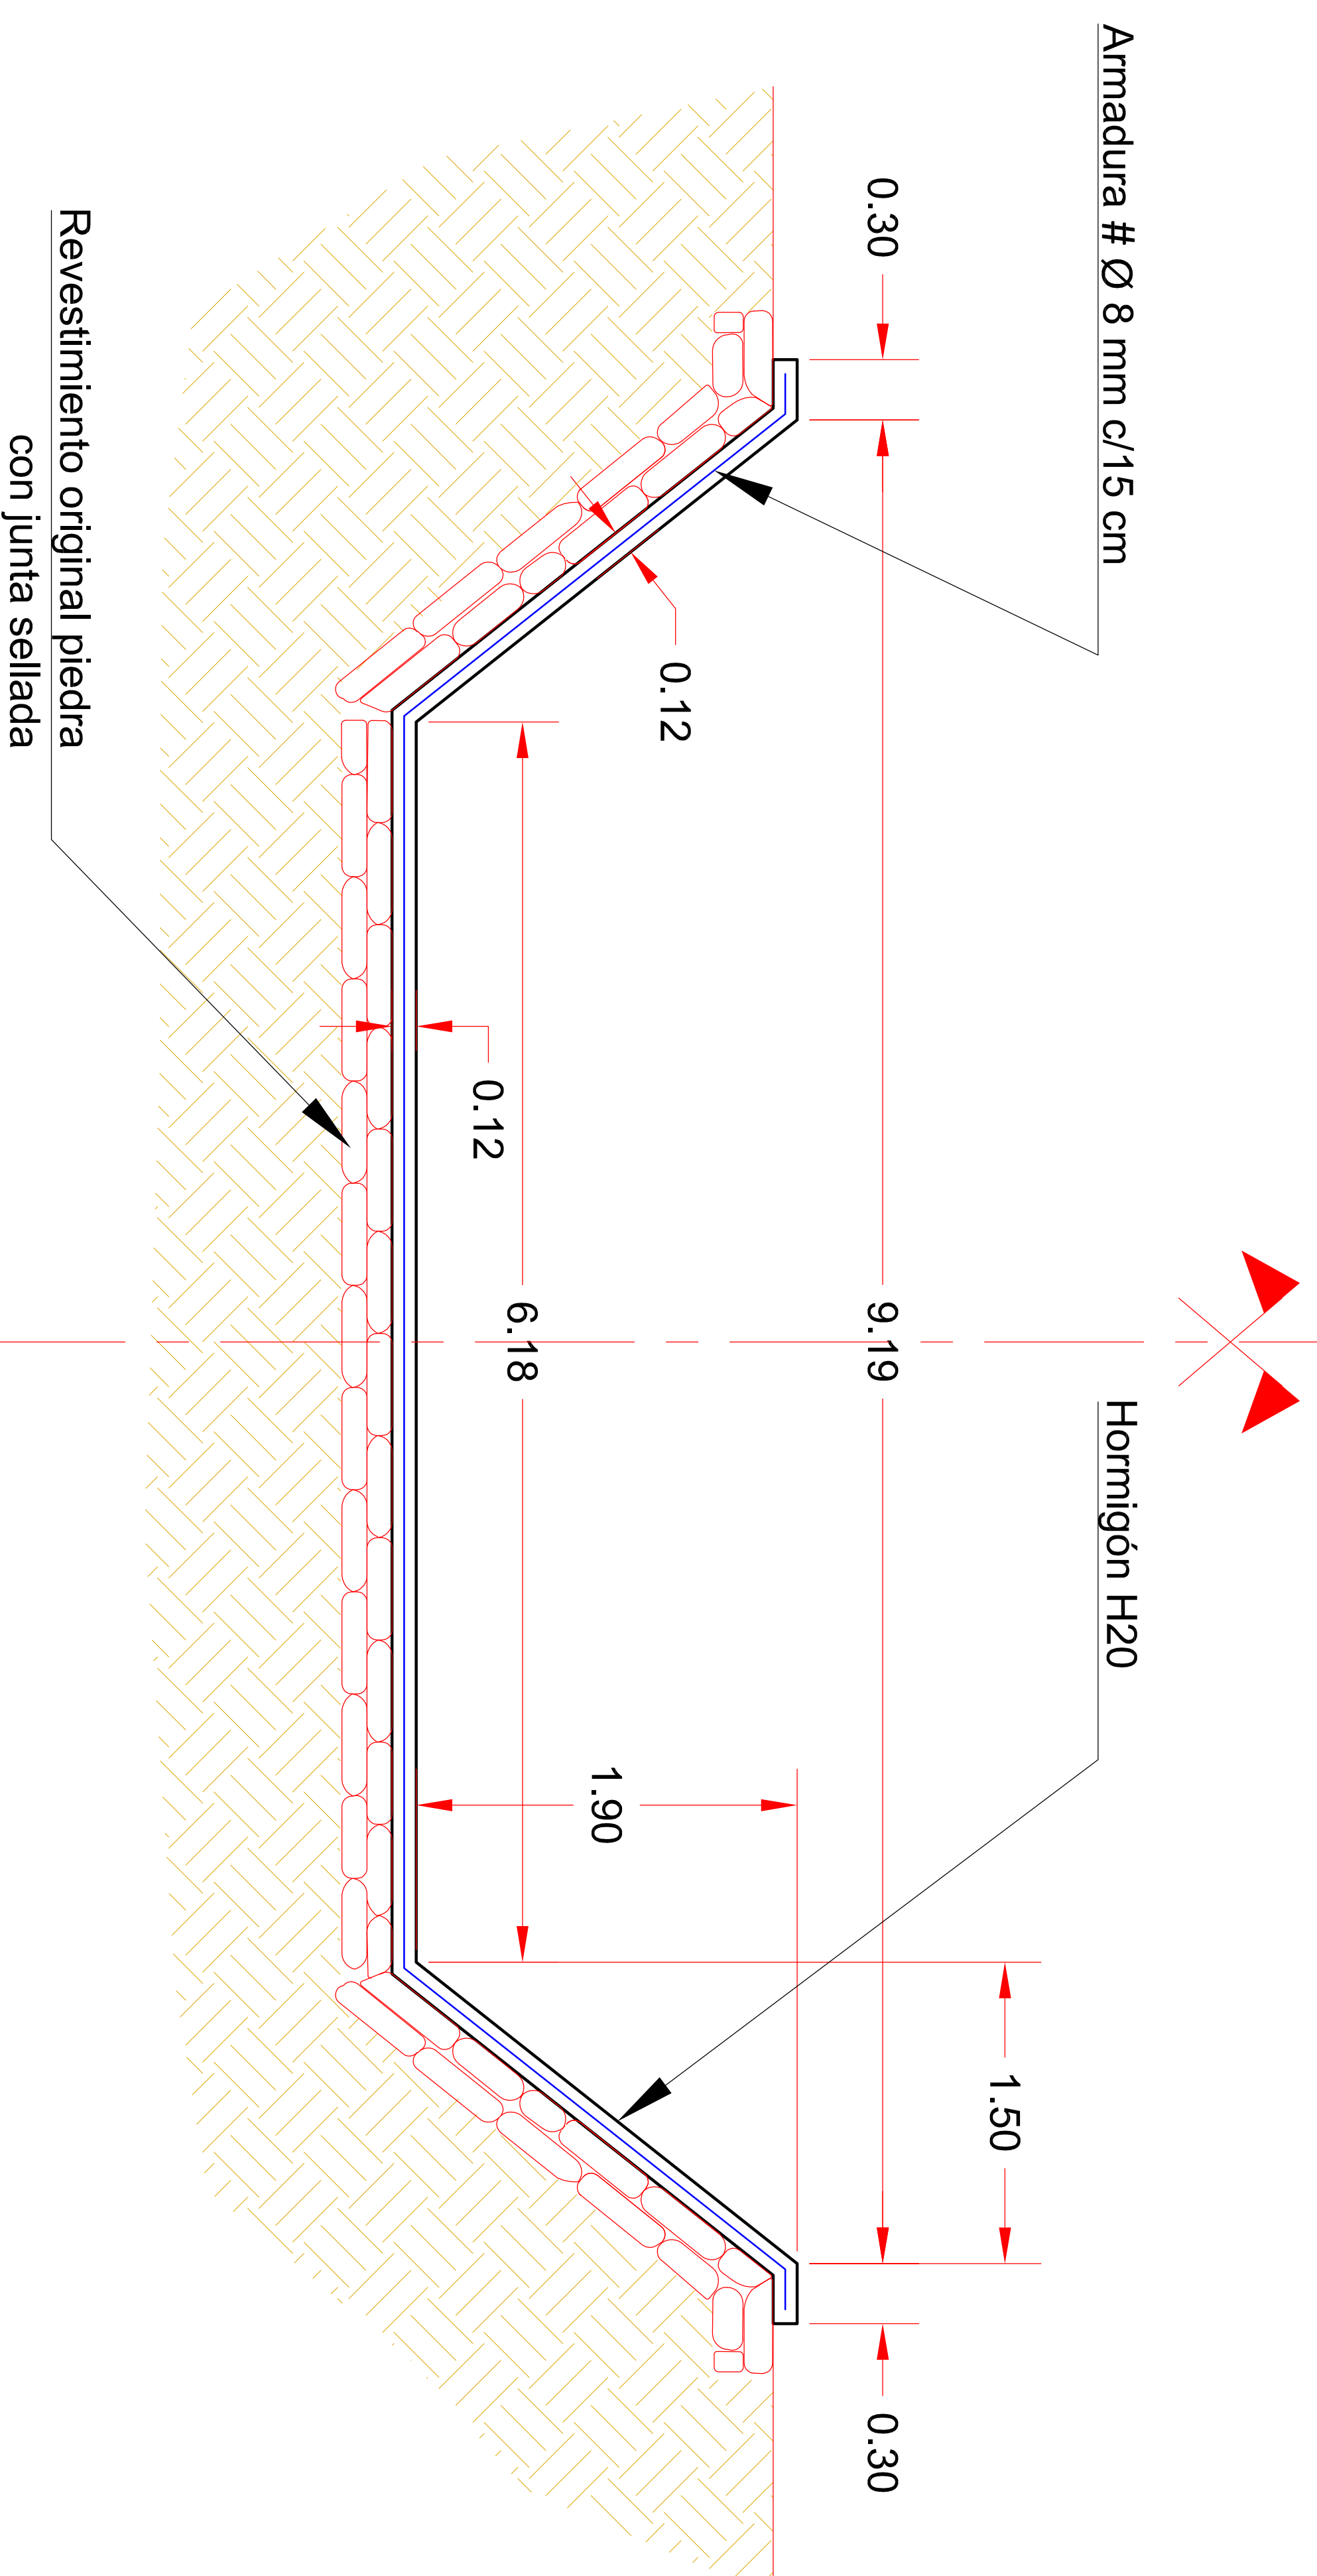 Armadura # Ø 8 mm c/15 cm
Hormigón H20
1.50
0.30
9.19
0.30
0.12
1.90
6.18
0.12
Revestimiento original piedra
con junta sellada